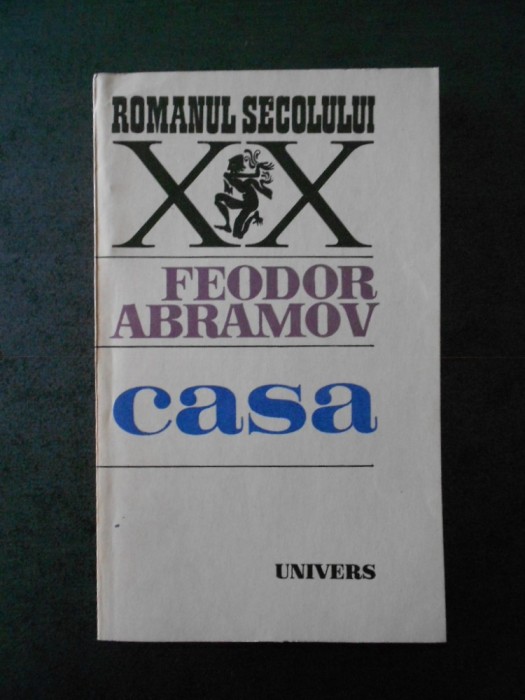 ROMANUL SECOLULUI
XX
FEODOR
ABRAMOV
casa
UNIVERS